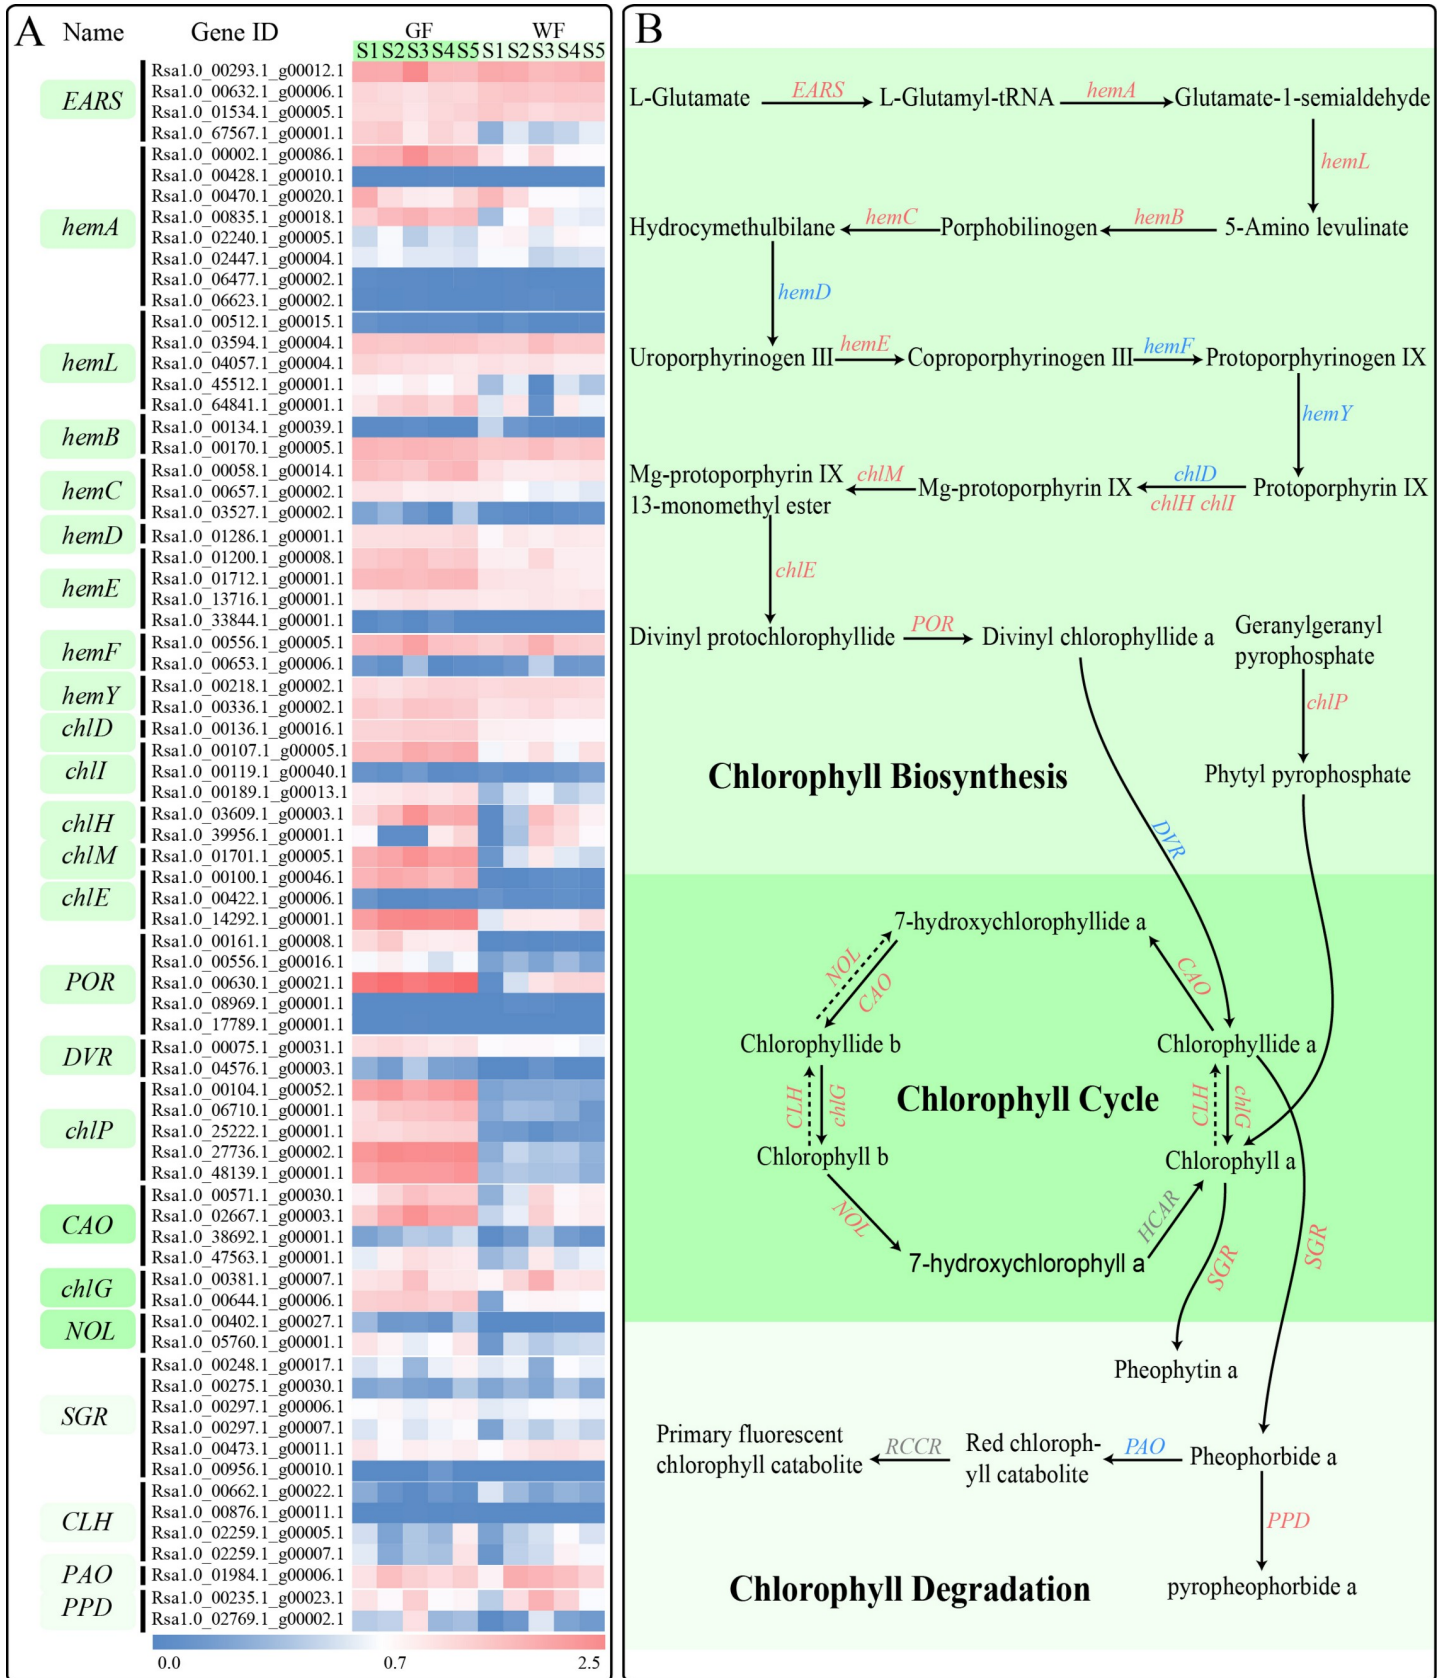 A Name Gene ID GF WF
S1 S2 S3 S4 S5 S1 S2 S3 S4 S5
EARS
Rsa1.0_00293.1_g00012.1
Rsa1.0_00632.1_g00006.1
Rsa1.0_01534.1_g00005.1
Rsa1.0_67567.1_g00001.1
hemA
Rsa1.0_00002.1_g00086.1
Rsa1.0_00428.1_g00010.1
Rsa1.0_00470.1_g00020.1
Rsa1.0_00835.1_g00018.1
Rsa1.0_02240.1_g00005.1
Rsa1.0_02447.1_g00004.1
Rsa1.0_06477.1_g00002.1
Rsa1.0_06623.1_g00002.1
hemL
Rsa1.0_00512.1_g00015.1
Rsa1.0_03594.1_g00004.1
Rsa1.0_04057.1_g00004.1
Rsa1.0_45512.1_g00001.1
Rsa1.0_64841.1_g00001.1
hemB
Rsa1.0_00134.1_g00039.1
Rsa1.0_00170.1_g00005.1
hemC
Rsa1.0_00058.1_g00014.1
Rsa1.0_00657.1_g00002.1
Rsa1.0_03527.1_g00002.1
hemD
Rsa1.0_01286.1_g00001.1
hemE
Rsa1.0_01200.1_g00008.1
Rsa1.0_01712.1_g00001.1
Rsa1.0_13716.1_g00001.1
Rsa1.0_33844.1_g00001.1
hemF
Rsa1.0_00556.1_g00005.1
Rsa1.0_00653.1_g00006.1
hemY
Rsa1.0_00218.1_g00002.1
Rsa1.0_00336.1_g00002.1
chlD
Rsa1.0_00136.1_g00016.1
chlI
Rsa1.0_00107.1_g00005.1
Rsa1.0_00119.1_g00040.1
Rsa1.0_00189.1_g00013.1
chlH
Rsa1.0_03609.1_g00003.1
Rsa1.0_39956.1_g00001.1
chlM
Rsa1.0_01701.1_g00005.1
chlE
Rsa1.0_00100.1_g00046.1
Rsa1.0_00422.1_g00006.1
Rsa1.0_14292.1_g00001.1
POR
Rsa1.0_00161.1_g00008.1
Rsa1.0_00556.1_g00016.1
Rsa1.0_00630.1_g00021.1
Rsa1.0_08969.1_g00001.1
Rsa1.0_17789.1_g00001.1
DVR
Rsa1.0_00075.1_g00031.1
Rsa1.0_04576.1_g00003.1
chlP
Rsa1.0_00104.1_g00052.1
Rsa1.0_06710.1_g00001.1
Rsa1.0_25222.1_g00001.1
Rsa1.0_27736.1_g00002.1
Rsa1.0_48139.1_g00001.1
CAO
Rsa1.0_00571.1_g00030.1
Rsa1.0_02667.1_g00003.1
Rsa1.0_38692.1_g00001.1
Rsa1.0_47563.1_g00001.1
chlG
Rsa1.0_00381.1_g00007.1
Rsa1.0_00644.1_g00006.1
NOL
Rsa1.0_00402.1_g00027.1
Rsa1.0_05760.1_g00001.1
SGR
Rsa1.0_00248.1_g00017.1
Rsa1.0_00275.1_g00030.1
Rsa1.0_00297.1_g00006.1
Rsa1.0_00297.1_g00007.1
Rsa1.0_00473.1_g00011.1
Rsa1.0_00956.1_g00010.1
CLH
Rsa1.0_00662.1_g00022.1
Rsa1.0_00876.1_g00011.1
Rsa1.0_02259.1_g00005.1
Rsa1.0_02259.1_g00007.1
PAO
Rsa1.0_01984.1_g00006.1
PPD
Rsa1.0_00235.1_g00023.1
Rsa1.0_02769.1_g00002.1
0.0 0.7 2.5
B
L-Glutamate EARS L-Glutamyl-tRNA hemA Glutamate-1-semialdehyde
hemL
Hydrocymethulbilane hemC Porphobilinogen hemB 5-Amino levulinate
hemD
Uroporphyrinogen III hemE Coproporphyrinogen III hemF Protoporphyrinogen IX
hemY
Mg-protoporphyrin IX
13-monomethyl ester
chlM Mg-protoporphyrin IX chlD Protoporphyrin IX
chlH chlI
chlE
Divinyl protochlorophyllide POR Divinyl chlorophyllide a
Geranylgeranyl
pyrophosphate
chlP
Chlorophyll Biosynthesis
Phytyl pyrophosphate
DVR
7-hydroxychlorophyllide a
NOL
CAO
CAO
Chlorophyllide b
Chlorophyllide a
Chlorophyll Cycle
CLH
chlG
CLH
chlG
Chlorophyll b
Chlorophyll a
NOL
HCAR
7-hydroxychlorophyll a
SGR
SGR
Pheophytin a
Primary fluorescent
chlorophyll catabolite
RCCR
Red chloroph-
yll catabolite
PAO
Pheophorbide a
PPD
Chlorophyll Degradation
pyropheophorbide a